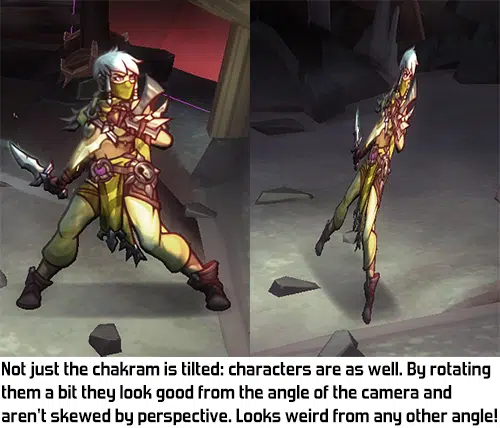 Not just the chakram is tilted: characters are as well. By rotating
them a bit they look good from the angle of the camera and
aren't skewed by perspective. Looks weird from any other angle!